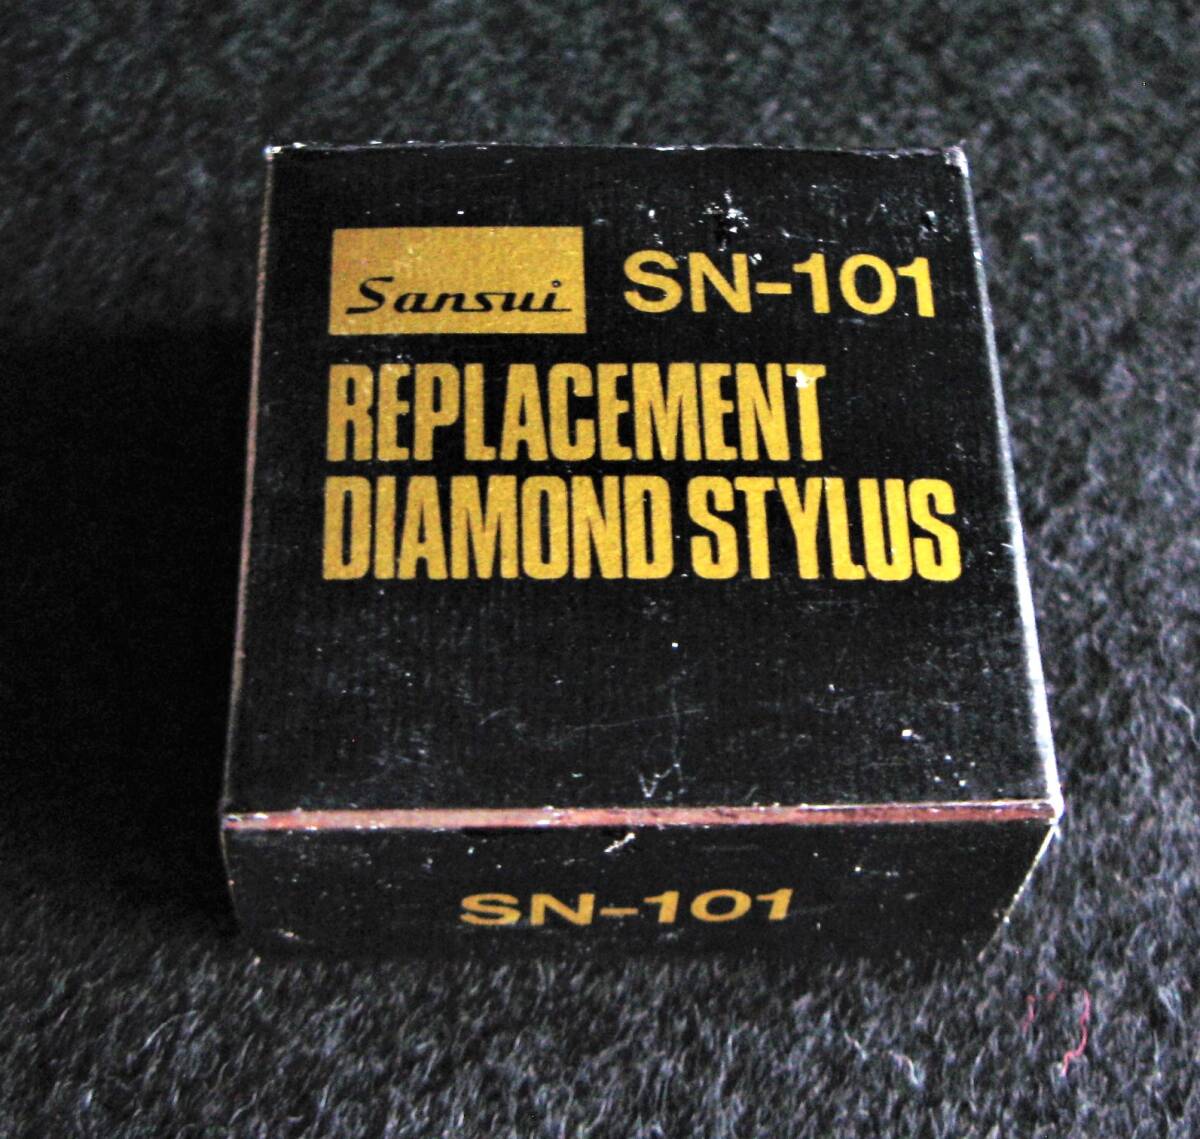 Sansui SN-101
REPLACEMENT
DIAMOND STYLUS
SN-101